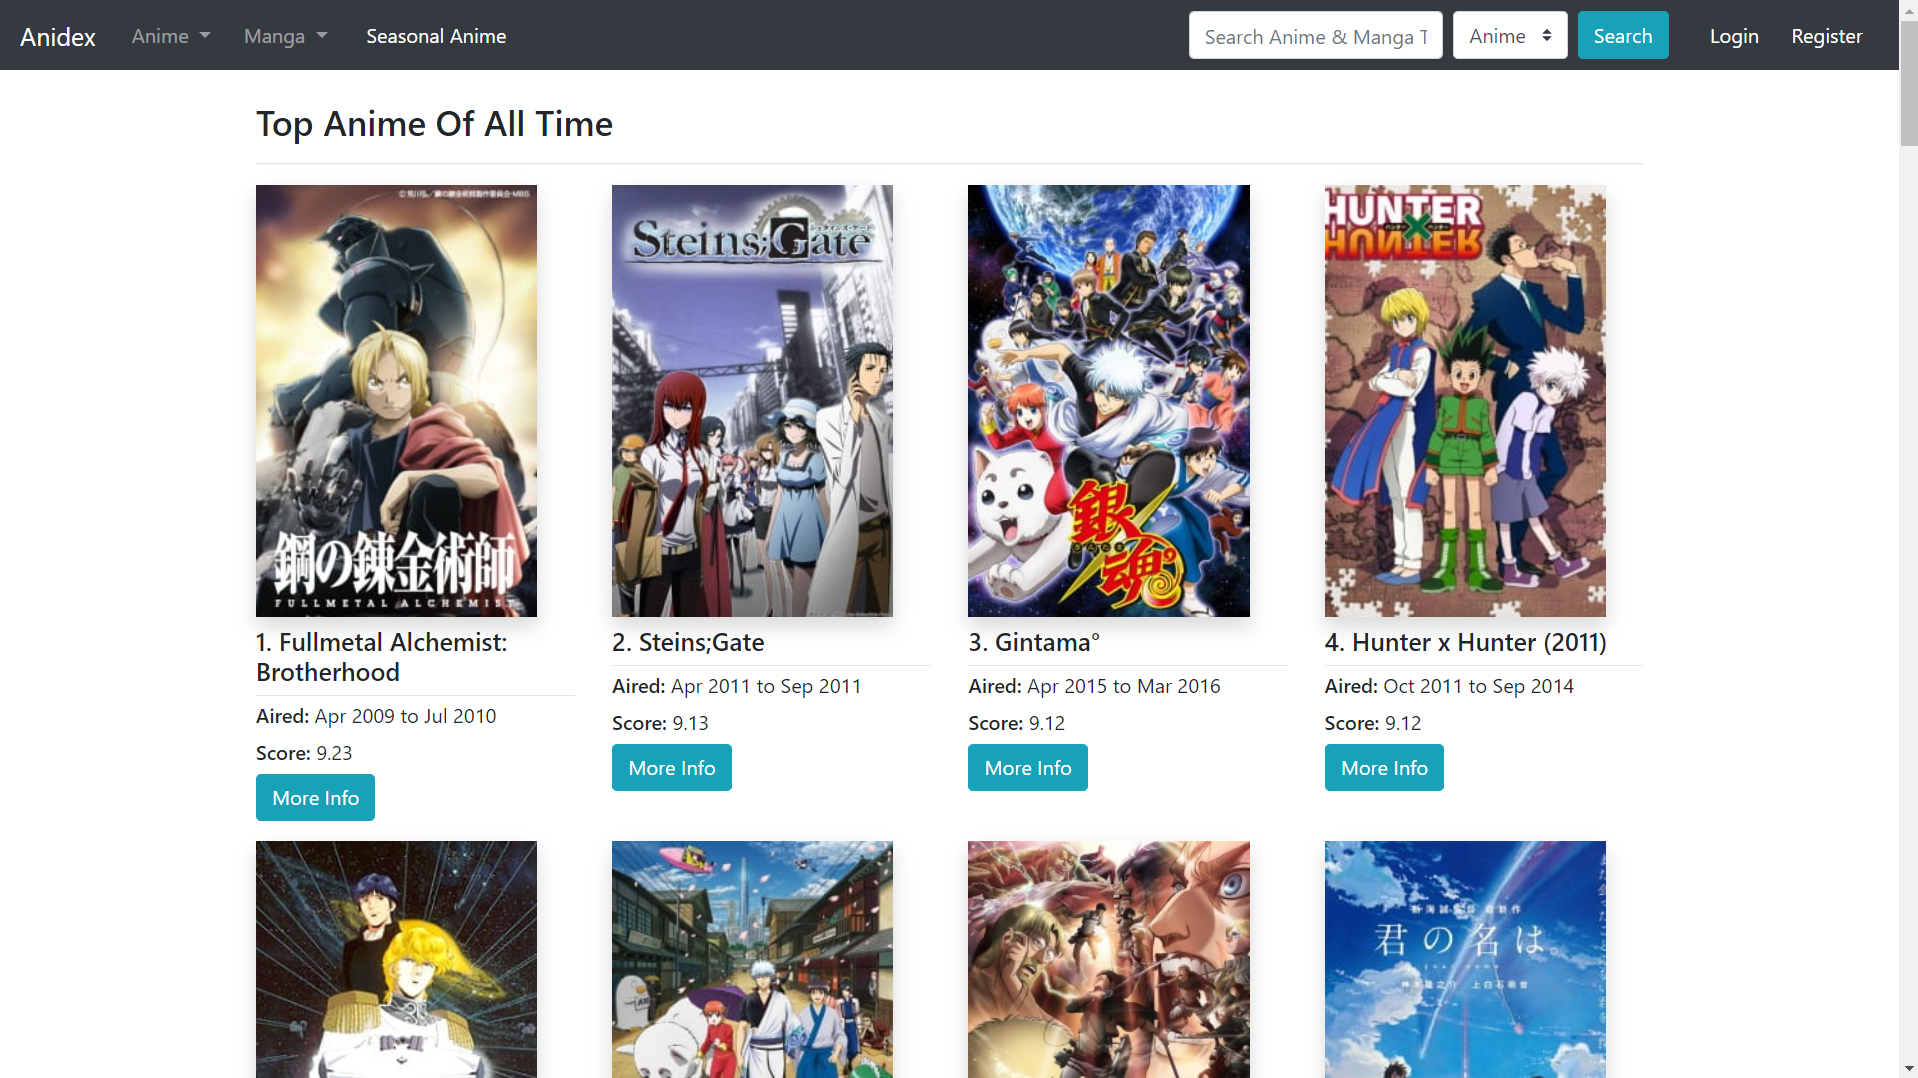 Anidex
Anime
Manga
Seasonal Anime
Search Anime & Manga T
Anime
Search
Login
Register
Top Anime Of All Time
鋼の錬金術師
FULLMETAL ALCHEMIST
Steins;Gate
銀魂°
ぎんたま
HUNTER
HUNTER
1. Fullmetal Alchemist:
Brotherhood
Aired: Apr 2009 to Jul 2010
Score: 9.23
More Info
2. Steins;Gate
Aired: Apr 2011 to Sep 2011
Score: 9.13
More Info
3. Gintama°
Aired: Apr 2015 to Mar 2016
Score: 9.12
More Info
4. Hunter x Hunter (2011)
Aired: Oct 2011 to Sep 2014
Score: 9.12
More Info
君の名は。